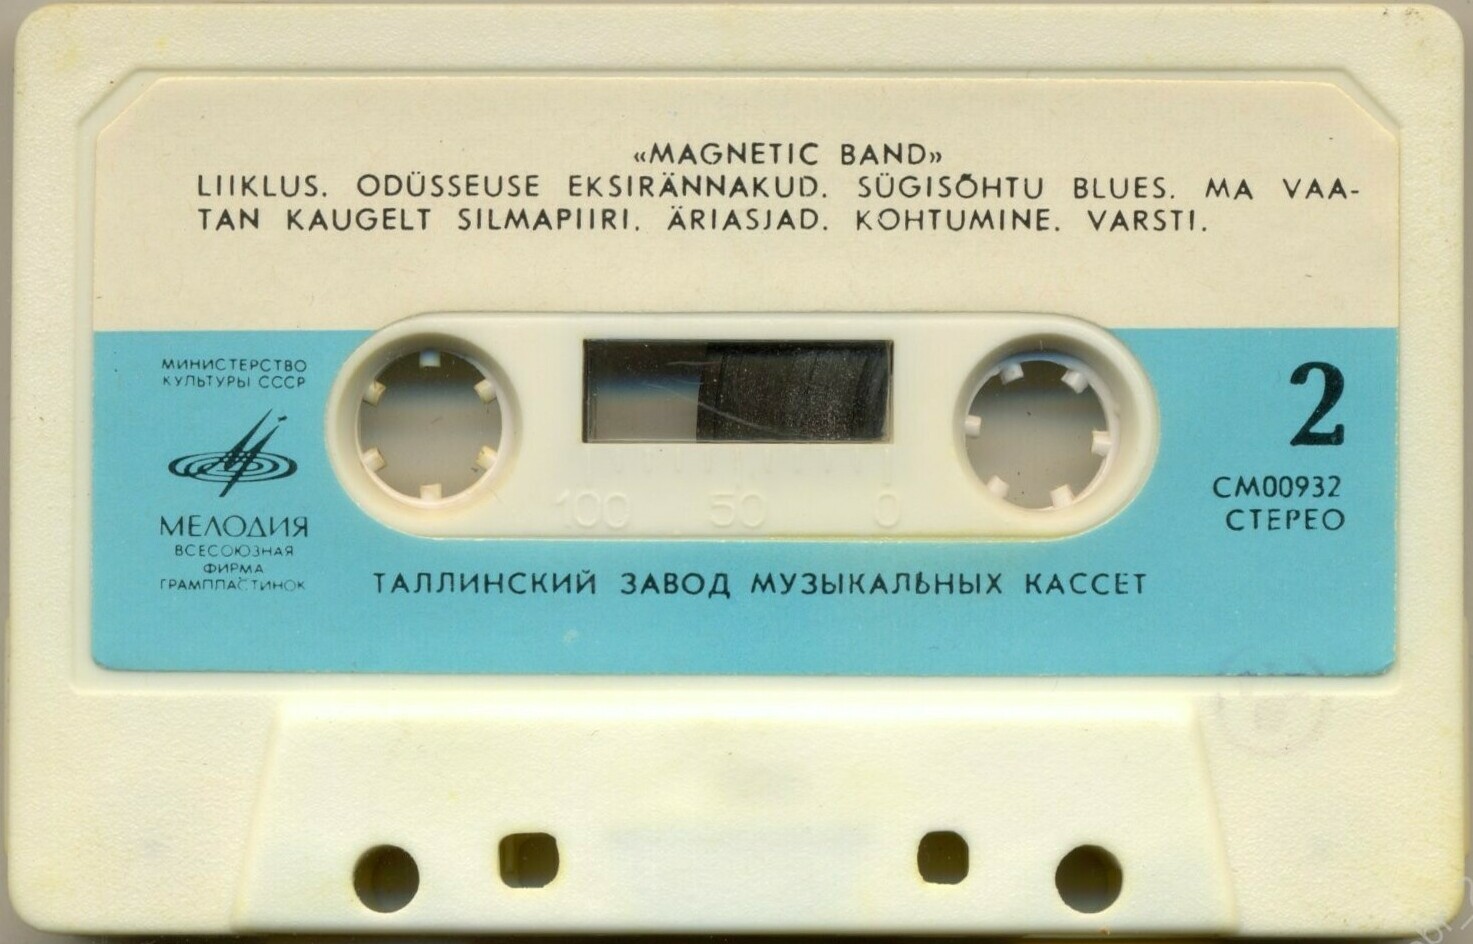 «MAGNETIC BAND»
LIIKLUS. ODÜSSEUSE EKSIRÄNNAKUD. SÜGISÕHTU BLUES. MA VAA-
TAN KAUGELT SILMAPIIRI. ÄRIASJAD. KOHTUMINE. VARSTI.
МИНИСТЕРСТВО
КУЛЬТУРЫ СССР
2
СМ00932
СТЕРЕО
100 50 0
МЕЛОДИЯ
ВСЕСОЮЗНАЯ
ФИРМА
ГРАМПЛАСТИНОК
ТАЛЛИНСКИЙ ЗАВОД МУЗЫКАЛЬНЫХ КАССЕТ